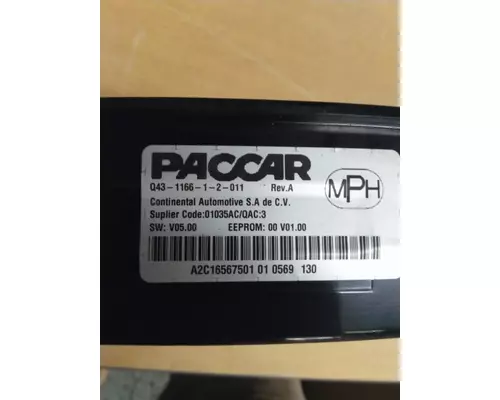 PACCAR
Q43-1166-1-2-011 Rev.A
Continental Automotive S.A de C.V.
Suplier Code:01035AC/QAC:3
SW: V05.00 EEPROM: 00 V01.00
MPH
A2C16567501 01 0569 130